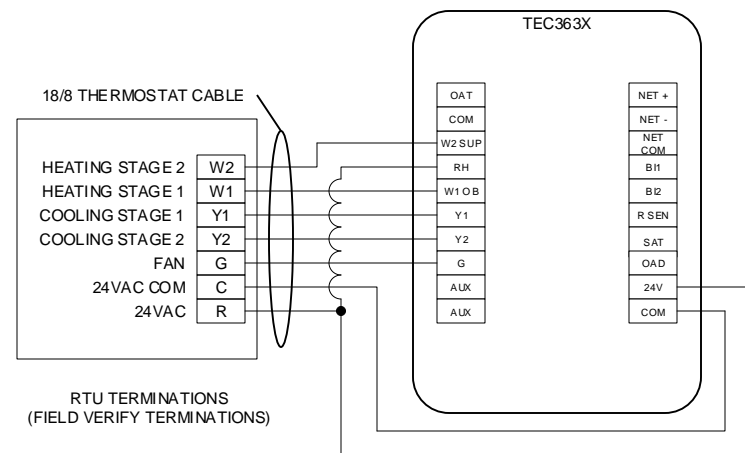 TEC363X
18/8 THERMOSTAT CABLE
HEATING STAGE 2 W2
HEATING STAGE 1 W1
COOLING STAGE 1 Y1
COOLING STAGE 2 Y2
FAN G
24VAC COM C
24VAC R
RTU TERMINATIONS
(FIELD VERIFY TERMINATIONS)
OAT
COM
W2 SUP
RH
W1 OB
Y1
Y2
G
AUX
AUX
NET +
NET -
NET
COM
BI1
BI2
R SEN
SAT
OAD
24V
COM